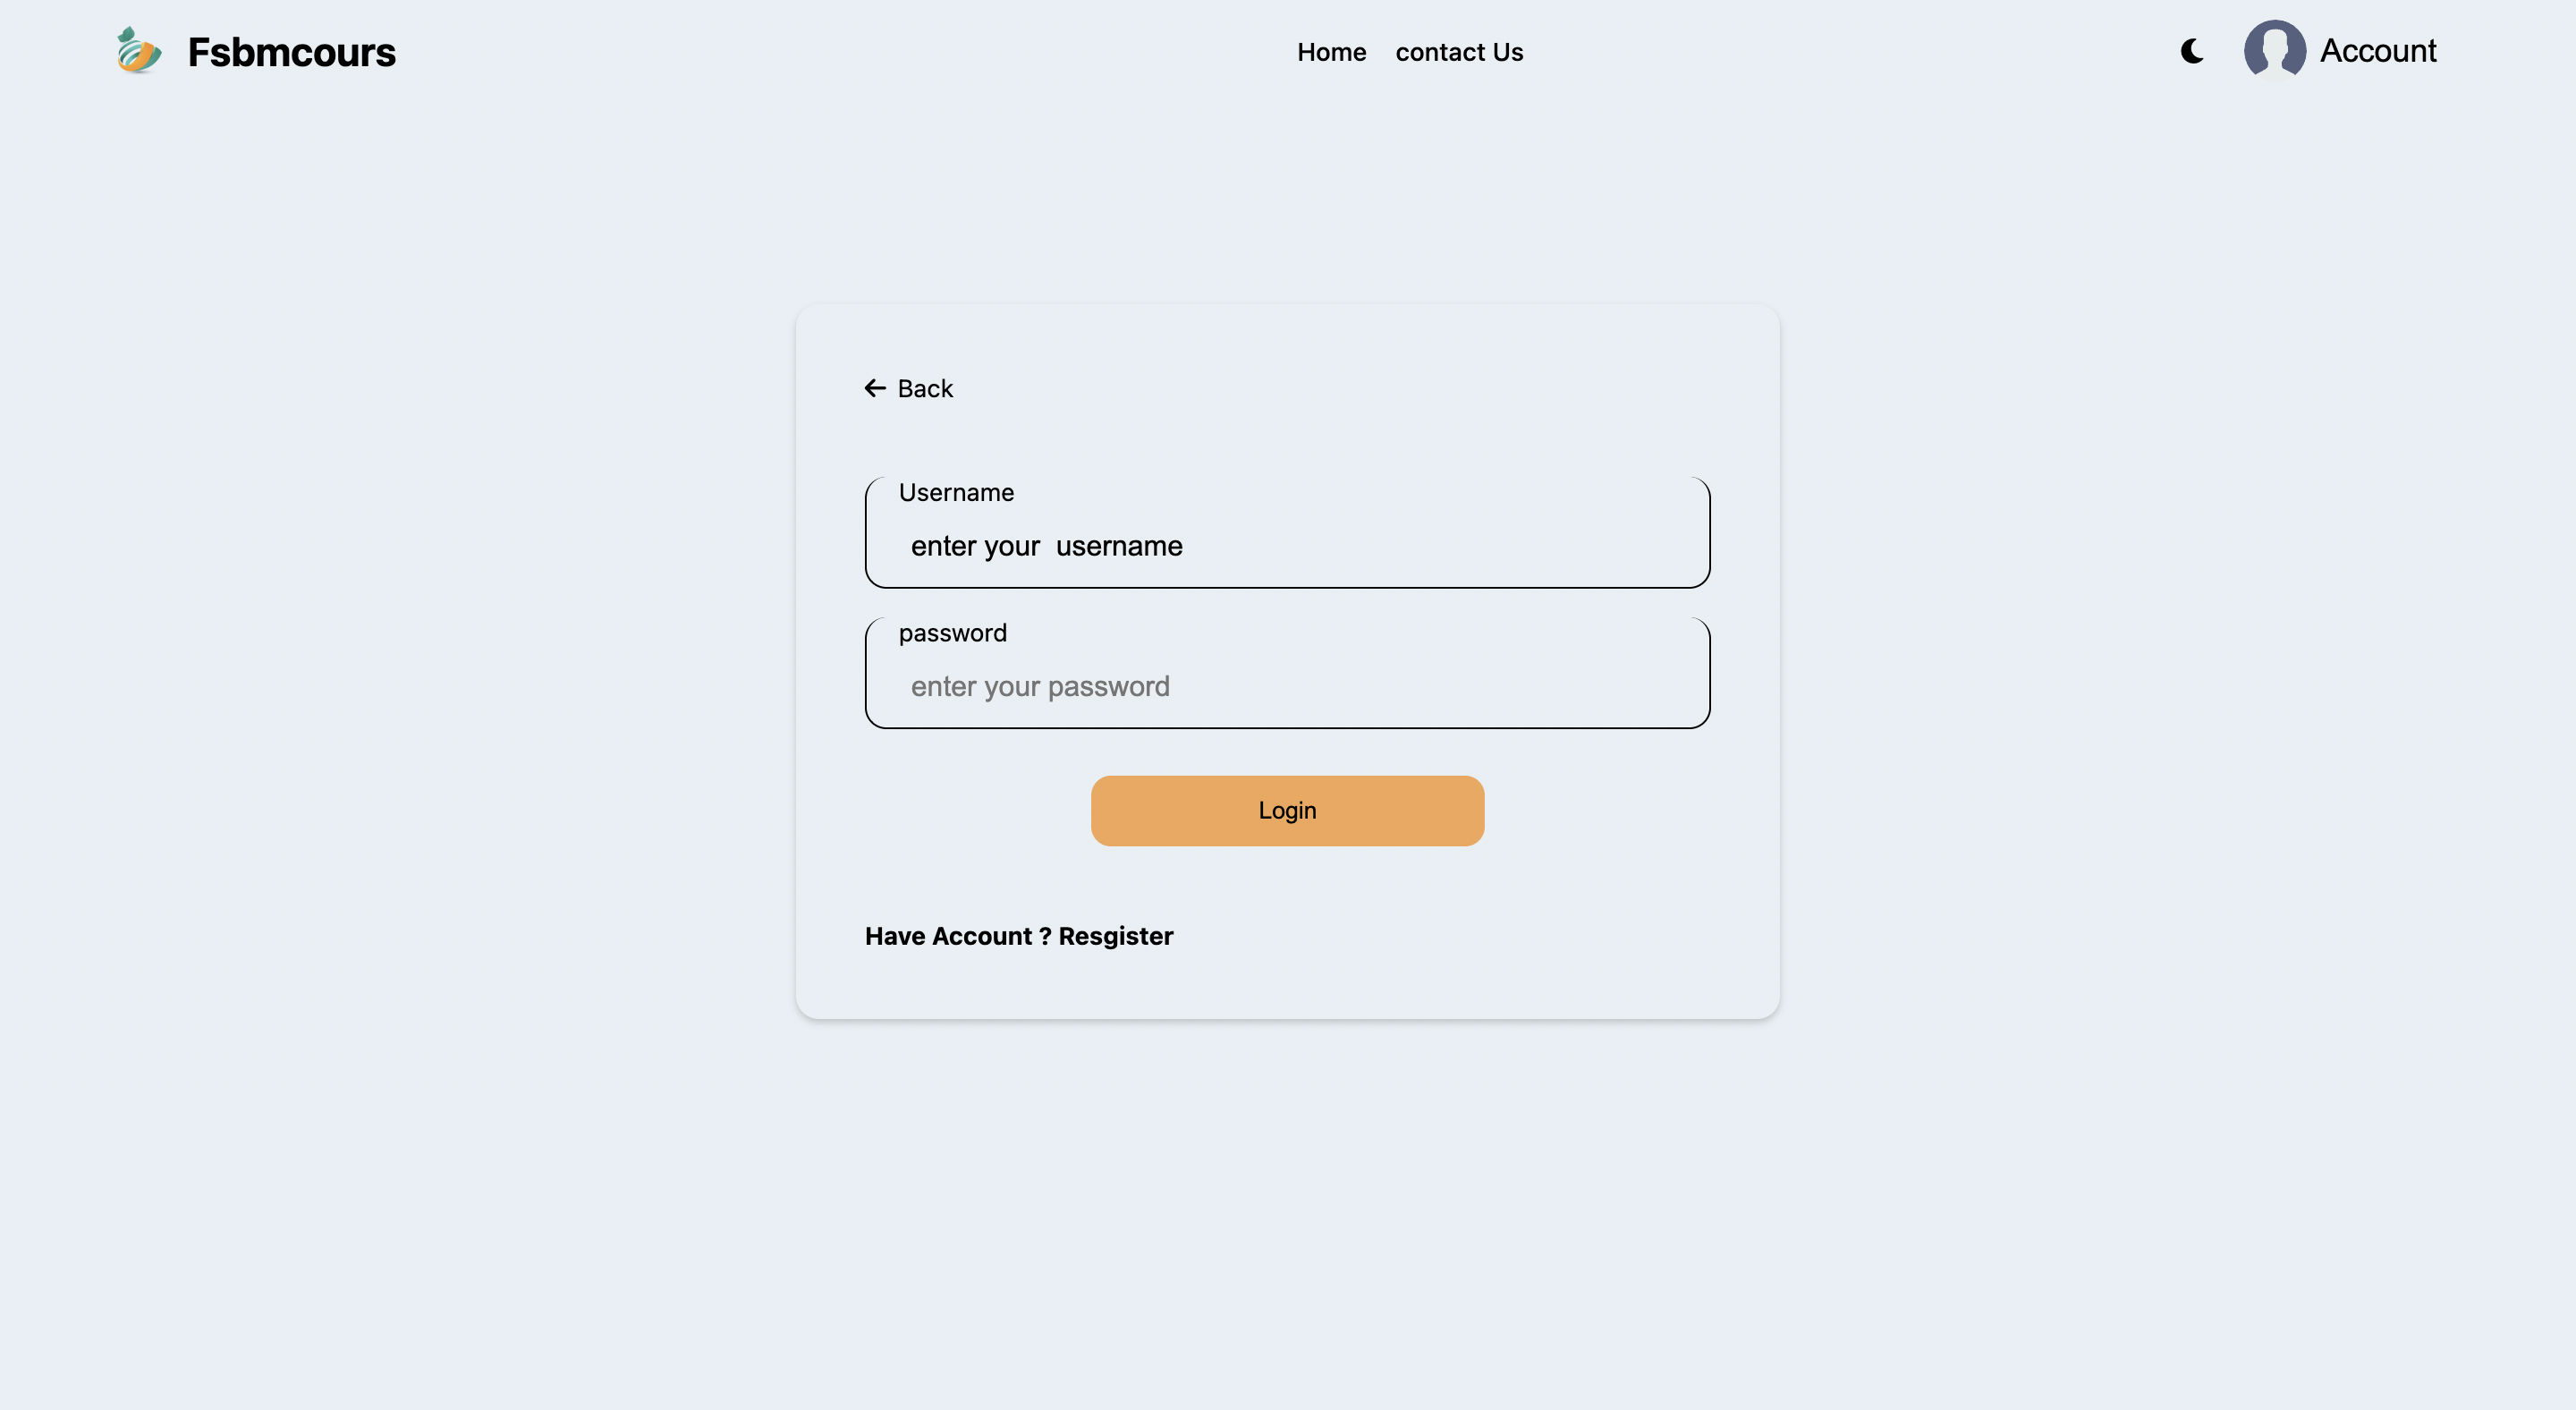 Fsbmcours
Home contact Us
Account
Back
Username
enter your  username
password
enter your password
Login
Have Account ? Resgister